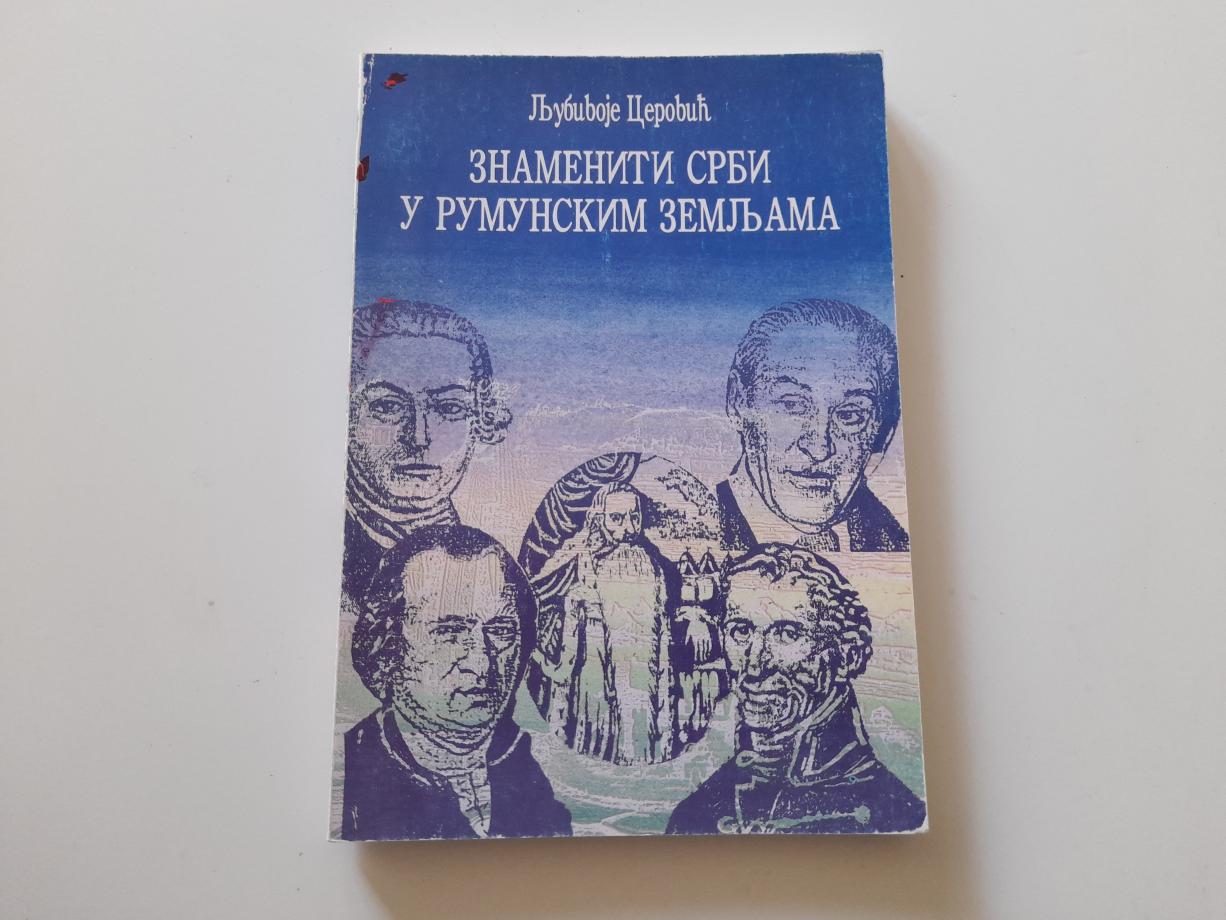 Љубивоје Церовић
ЗНАМЕНИТИ СРБИ
У РУМУНСКИМ ЗЕМЉАМА